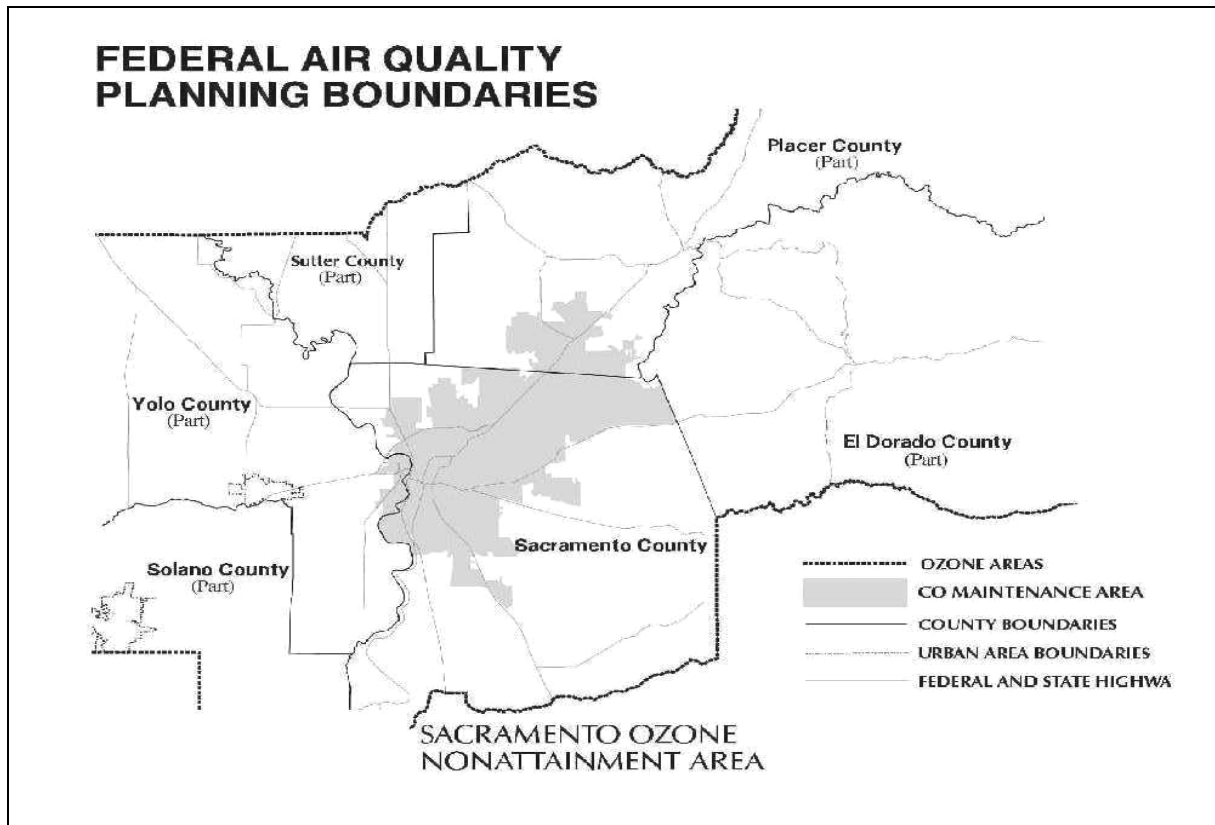 FEDERAL AIR QUALITY
PLANNING BOUNDARIES
Placer County
(Part)
Sutter County
(Part)
Yolo County
(Part)
El Dorado County
(Part)
Sacramento County
Solano County
(Part)
OZONE AREAS
CO MAINTENANCE AREA
COUNTY BOUNDARIES
URBAN AREA BOUNDARIES
FEDERAL AND STATE HIGHWA
SACRAMENTO OZONE
NONATTAINMENT AREA